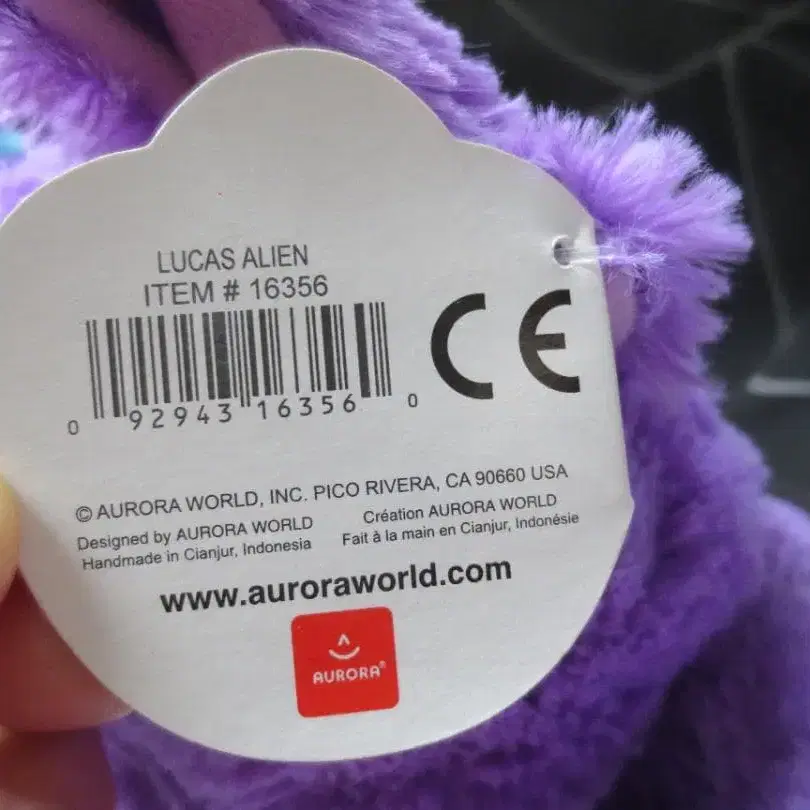 LUCAS ALIEN
ITEM # 16356
0 92943 16356 0
CE
© AURORA WORLD, INC. PICO RIVERA, CA 90660 USA
Designed by AURORA WORLD
Handmade in Cianjur, Indonesia
Création AURORA WORLD
Fait à la main en Cianjur, Indonésie
www.auroraworld.com
AURORA®